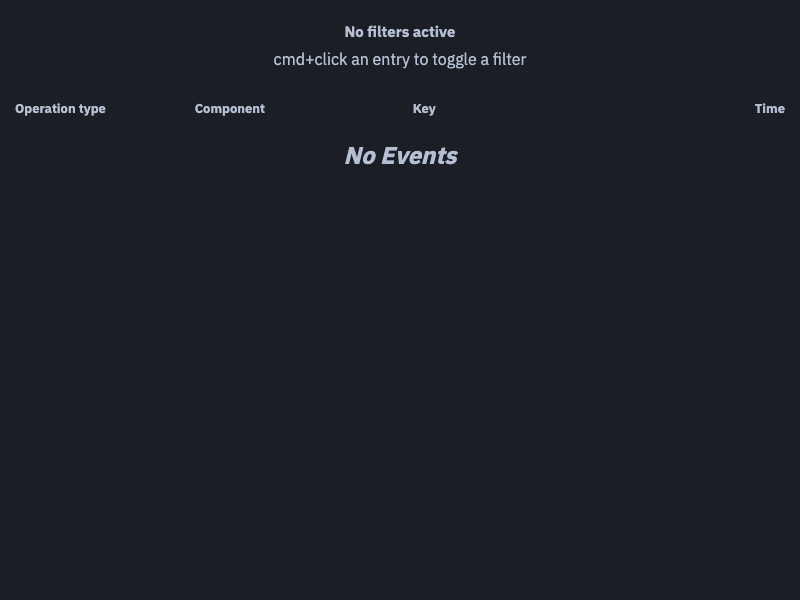 No filters active
cmd+click an entry to toggle a filter
Operation type Component Key Time
No Events